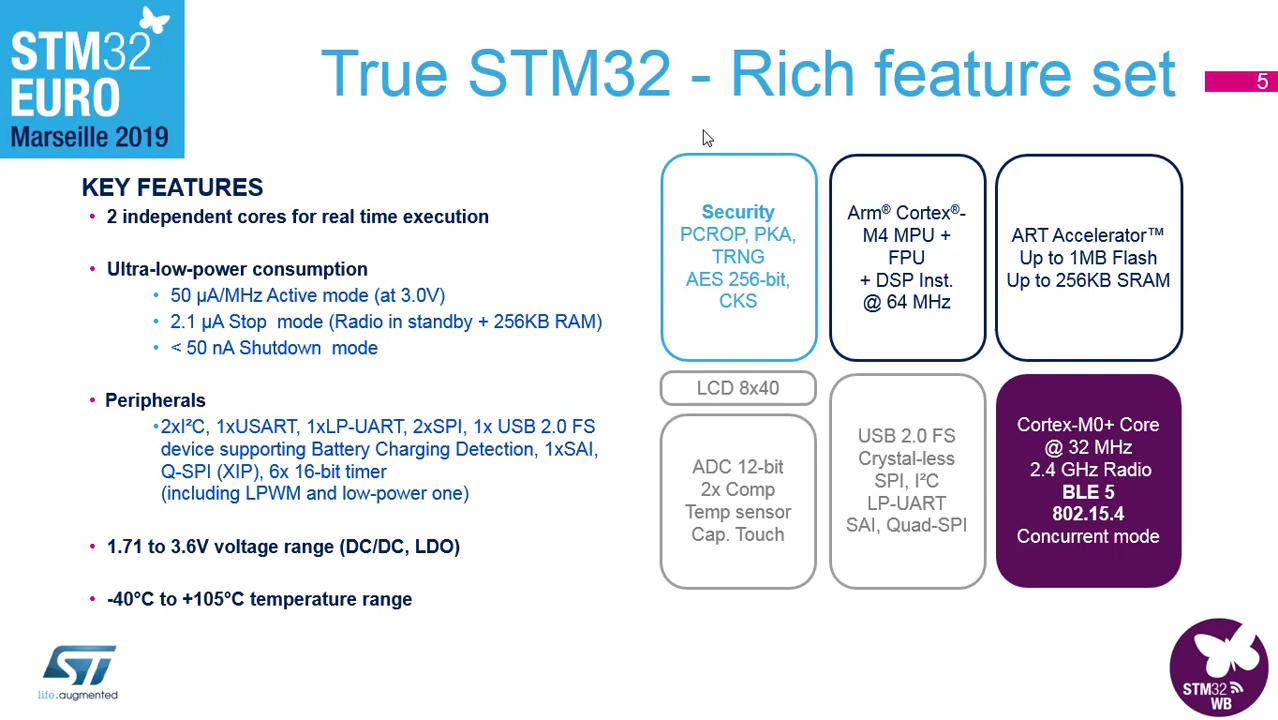 STM32
EURO
Marseille 2019
True STM32 - Rich feature set
5
KEY FEATURES
• 2 independent cores for real time execution
• Ultra-low-power consumption
• 50 µA/MHz Active mode (at 3.0V)
• 2.1 µA Stop mode (Radio in standby + 256KB RAM)
• < 50 nA Shutdown mode
• Peripherals
•2xI²C, 1xUSART, 1xLP-UART, 2xSPI, 1x USB 2.0 FS
device supporting Battery Charging Detection, 1xSAI,
Q-SPI (XIP), 6x 16-bit timer
(including LPWM and low-power one)
• 1.71 to 3.6V voltage range (DC/DC, LDO)
• -40°C to +105°C temperature range
Security
PCROP, PKA,
TRNG
AES 256-bit,
CKS
Arm® Cortex®-
M4 MPU +
FPU
+ DSP Inst.
@ 64 MHz
ART Accelerator™
Up to 1MB Flash
Up to 256KB SRAM
LCD 8x40
ADC 12-bit
2x Comp
Temp sensor
Cap. Touch
USB 2.0 FS
Crystal-less
SPI, I²C
LP-UART
SAI, Quad-SPI
Cortex-M0+ Core
@ 32 MHz
2.4 GHz Radio
BLE 5
802.15.4
Concurrent mode
ST
life.augmented
STM32
WB